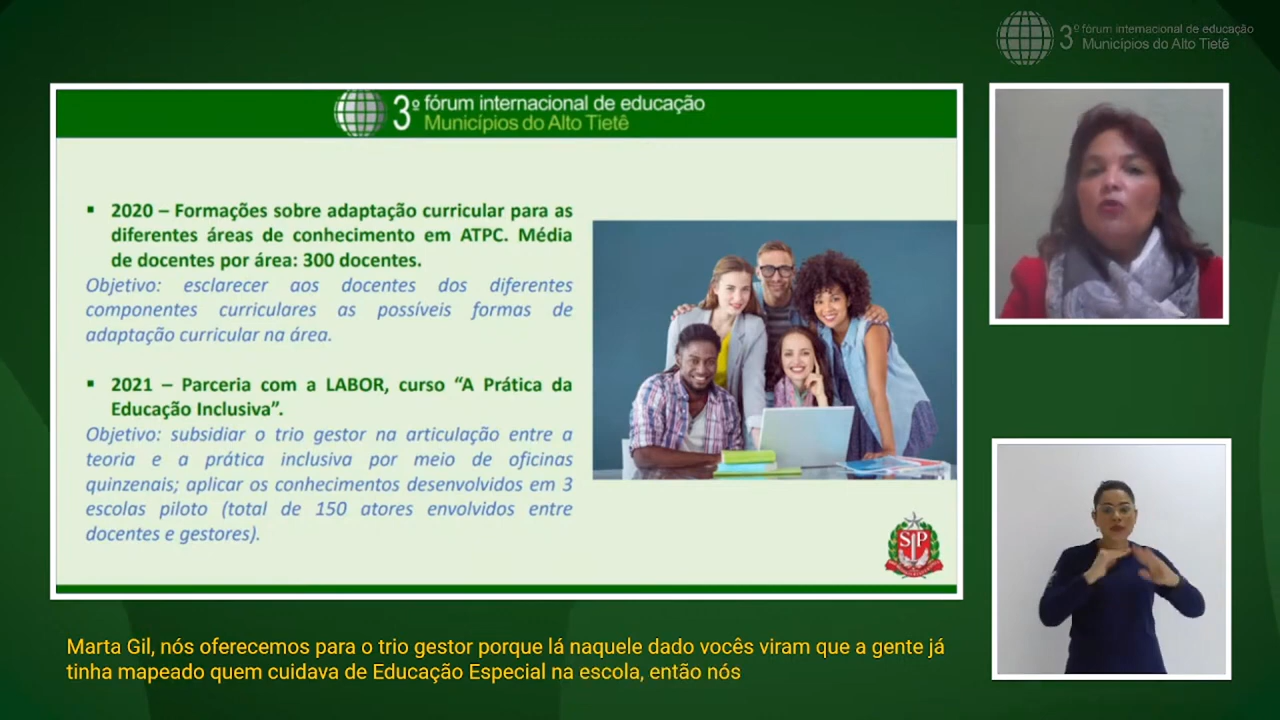 3º fórum internacional de educação
Municípios do Alto Tietê
3º fórum internacional de educação
Municípios do Alto Tietê
▪ 2020 – Formações sobre adaptação curricular para as
diferentes áreas de conhecimento em ATPC. Média
de docentes por área: 300 docentes.
Objetivo: esclarecer aos docentes dos diferentes
componentes curriculares as possíveis formas de
adaptação curricular na área.
▪ 2021 – Parceria com a LABOR, curso “A Prática da
Educação Inclusiva”.
Objetivo: subsidiar o trio gestor na articulação entre a
teoria e a prática inclusiva por meio de oficinas
quinzenais; aplicar os conhecimentos desenvolvidos em 3
escolas piloto (total de 150 atores envolvidos entre
docentes e gestores).
SP
Marta Gil, nós oferecemos para o trio gestor porque lá naquele dado vocês viram que a gente já
tinha mapeado quem cuidava de Educação Especial na escola, então nós